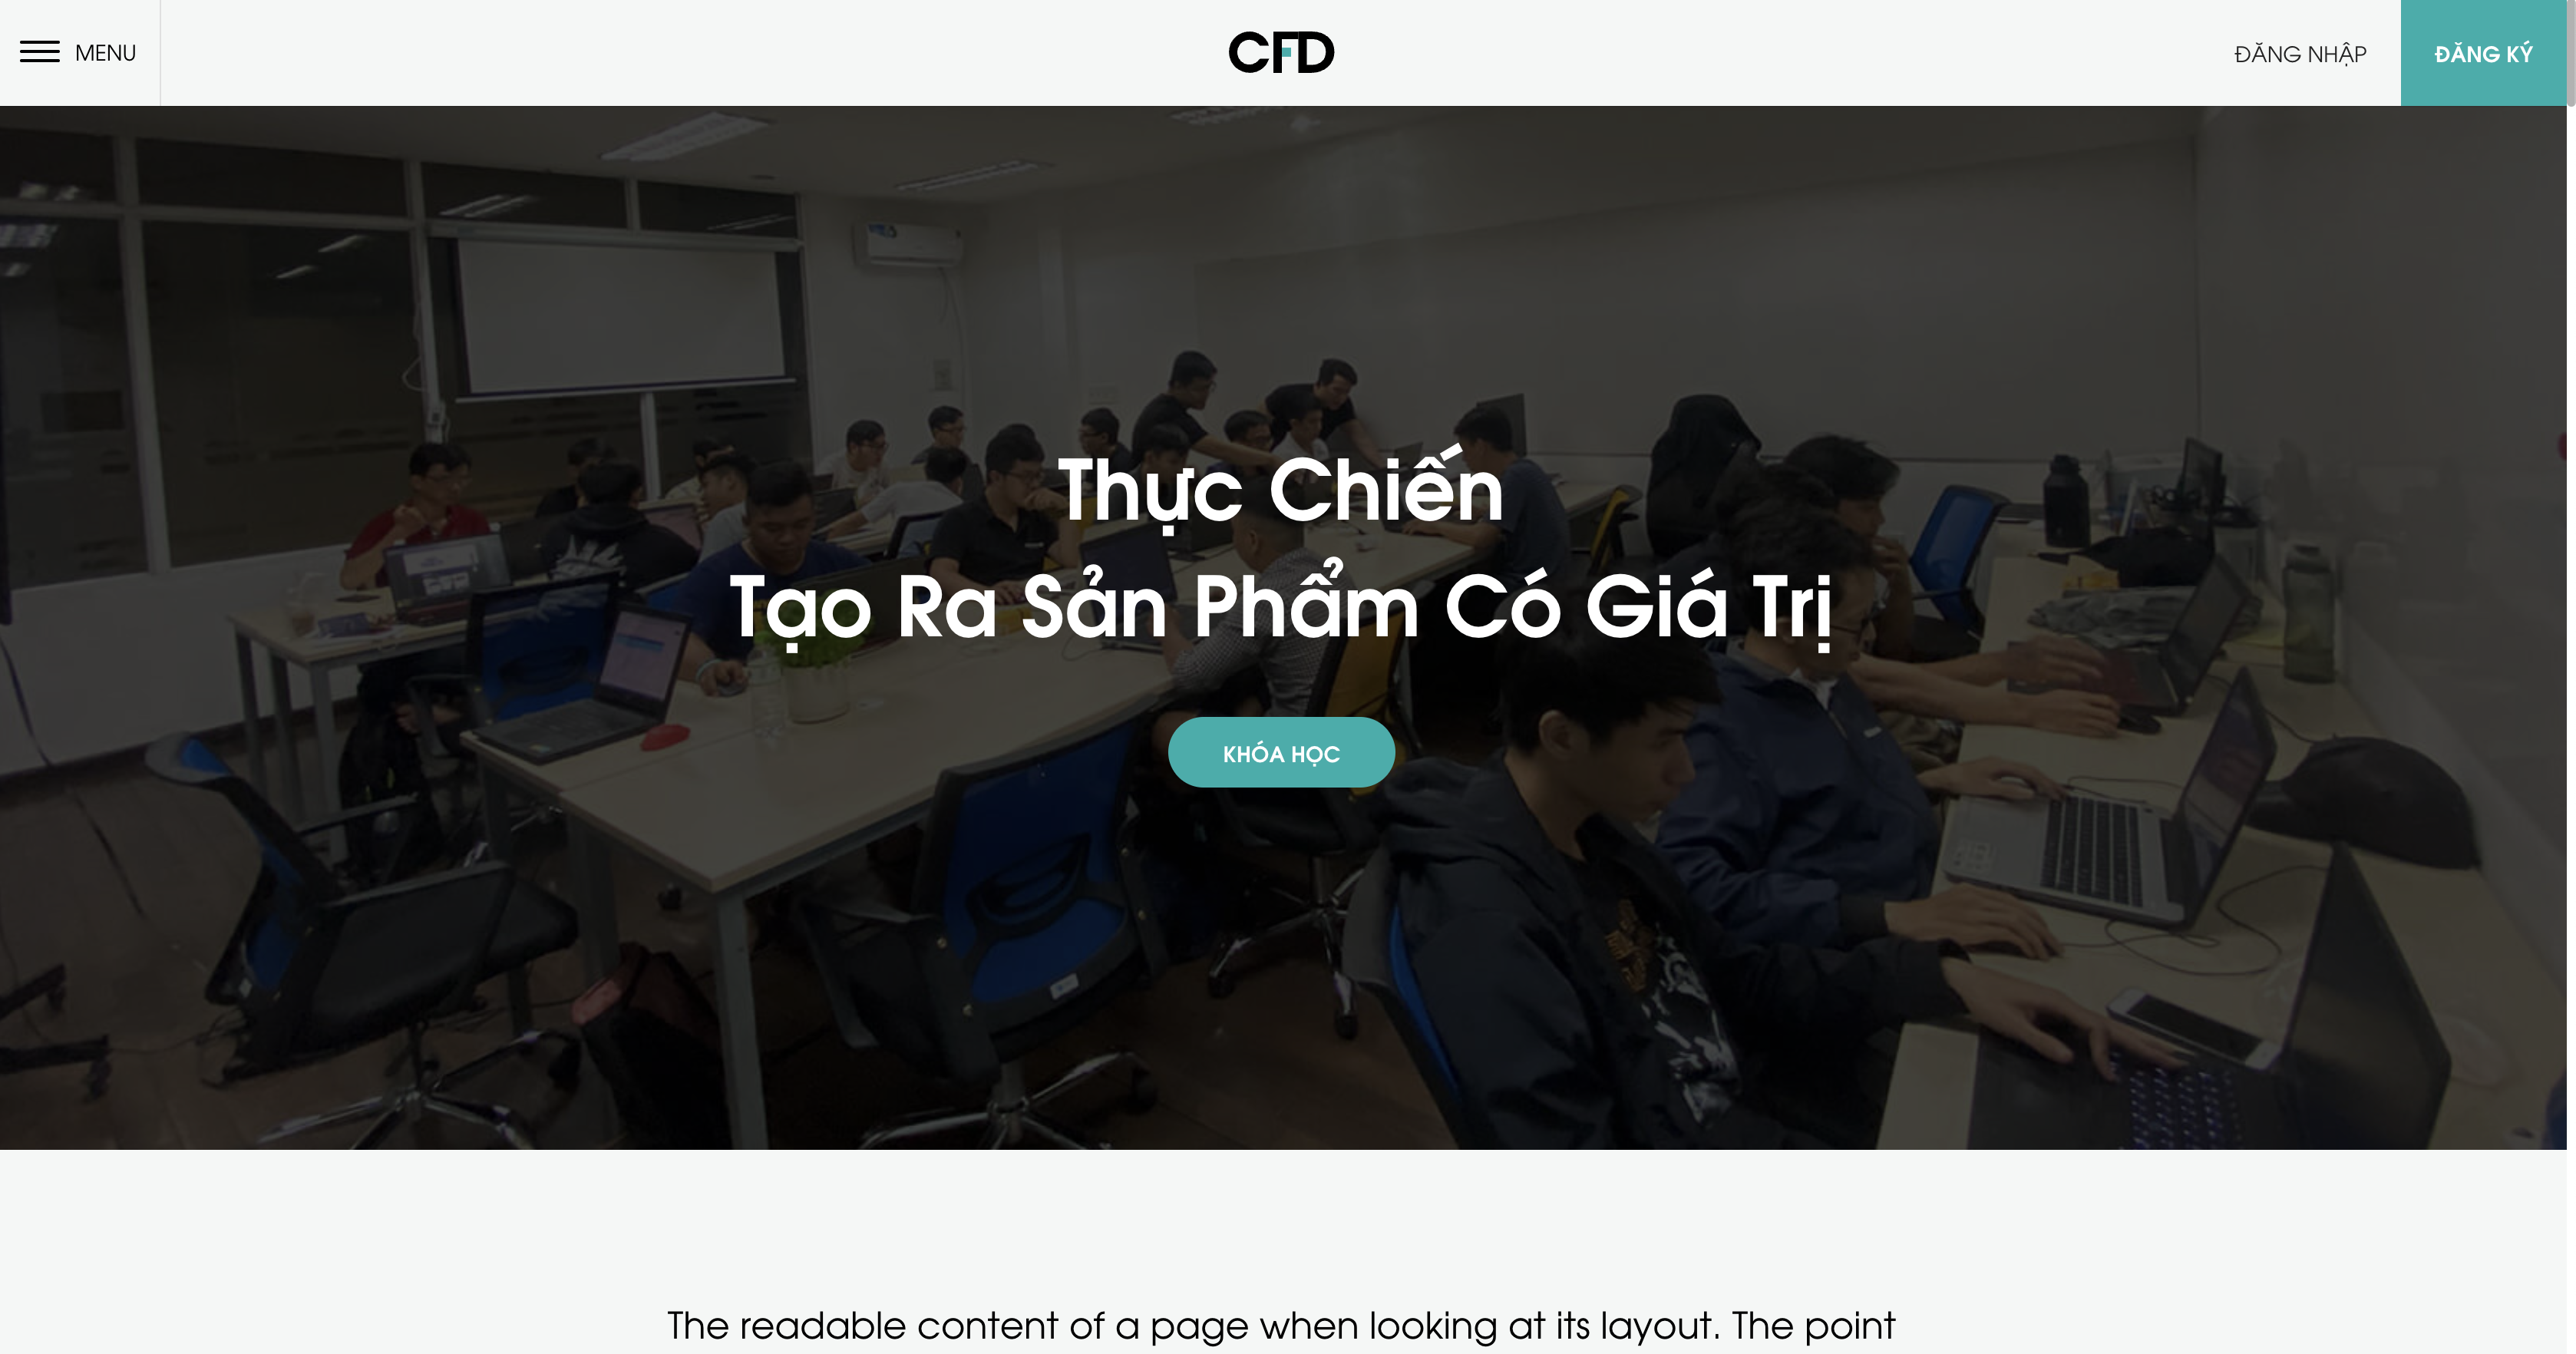 MENU
CFD
ĐĂNG NHẬP
ĐĂNG KÝ
Thực Chiến
Tạo Ra Sản Phẩm Có Giá Trị
KHÓA HỌC
The readable content of a page when looking at its layout. The point